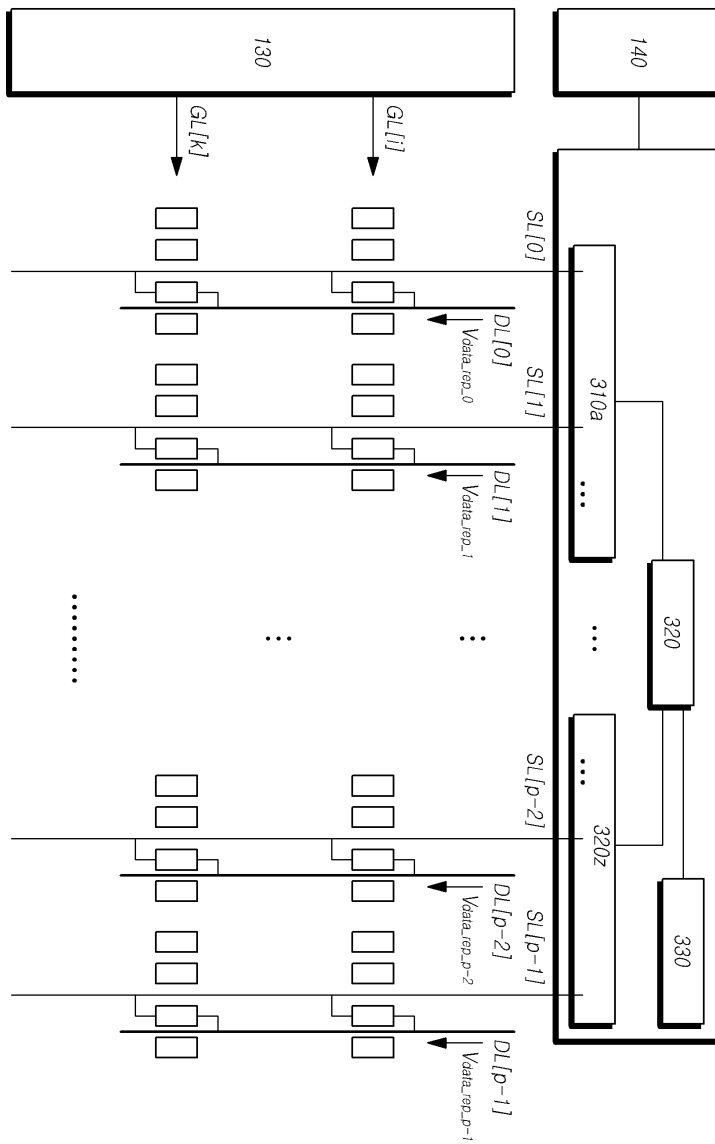 140
330
320
310a
320z
130
SL[0]
SL[1]
SL[p-2]
SL[p-1]
DL[0]
Vdata_rep_0
DL[1]
Vdata_rep_1
DL[p-2]
Vdata_rep_p-2
DL[p-1]
Vdata_rep_p-1
GL[i]
GL[k]